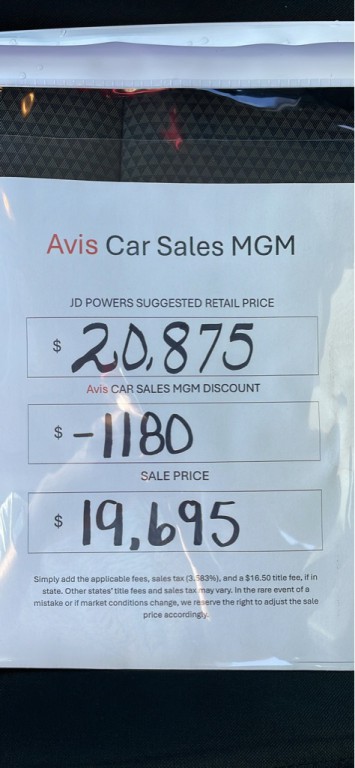 Avis Car Sales MGM
JD POWERS SUGGESTED RETAIL PRICE
$ 20,875
Avis CAR SALES MGM DISCOUNT
$ -1180
SALE PRICE
$ 19,695
Simply add the applicable fees, sales tax (3.583%), and a $16.50 title fee, if in
state. Other states' title fees and sales tax may vary. In the rare event of a
mistake or if market conditions change, we reserve the right to adjust the sale
price accordingly.